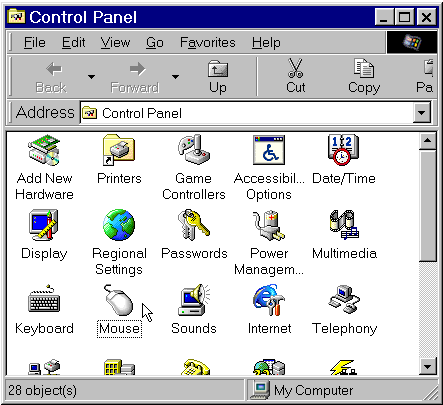 Control Panel
File Edit View Go Favorites Help
Back Forward Up Cut Copy Pa
Address Control Panel
Add New Hardware
Printers
Game Controllers
Accessibil... Options
Date/Time
Display
Regional Settings
Passwords
Power Managem...
Multimedia
Keyboard
Mouse
Sounds
Internet
Telephony
28 object(s) My Computer